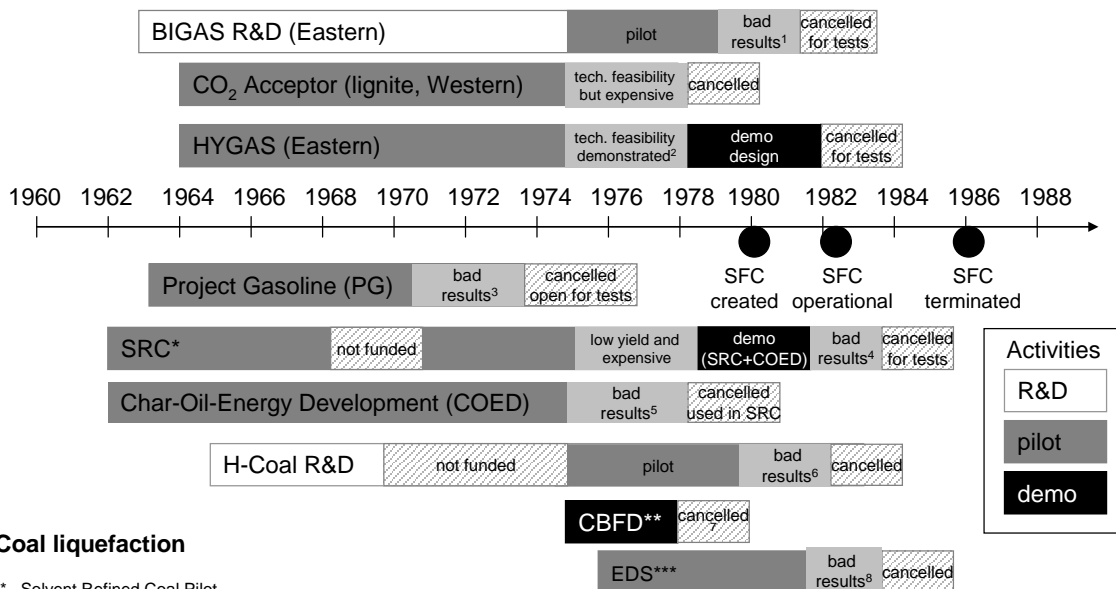 BIGAS R&D (Eastern)
pilot
bad
results1
cancelled
for tests
CO2 Acceptor (lignite, Western)
tech. feasibility
but expensive
cancelled
HYGAS (Eastern)
tech. feasibility
demonstrated2
demo
design
cancelled
for tests
1960 1962 1964 1966 1968 1970 1972 1974 1976 1978 1980 1982 1984 1986 1988
SFC
created
SFC
operational
SFC
terminated
Project Gasoline (PG)
bad
results3
cancelled
open for tests
SRC*
not funded
low yield and
expensive
demo
(SRC+COED)
bad
results4
cancelled
for tests
Char-Oil-Energy Development (COED)
bad
results5
cancelled
used in SRC
H-Coal R&D
not funded
pilot
bad
results6
cancelled
CBFD**
cancelled
7
EDS***
bad
results8
cancelled
Activities
R&D
pilot
demo
Coal liquefaction
* Solvent Refined Coal Pilot